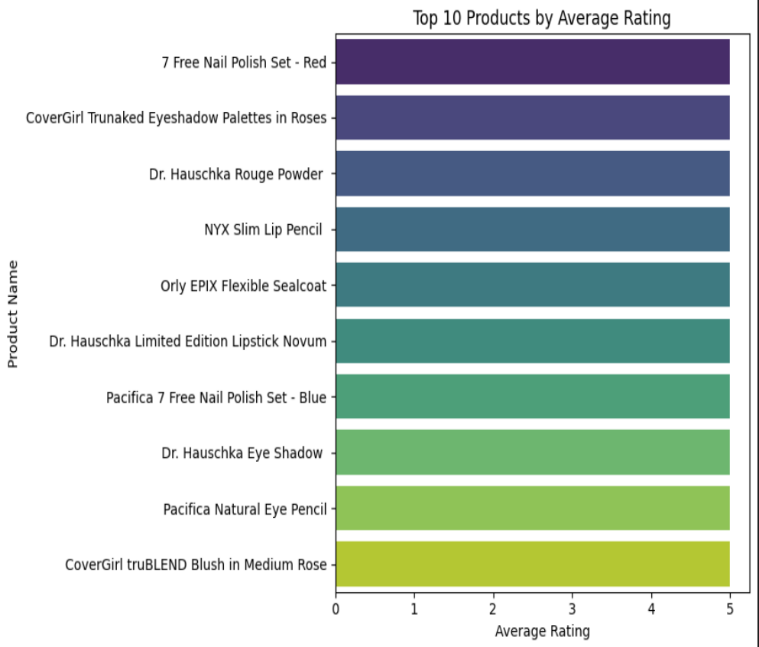 Top 10 Products by Average Rating
7 Free Nail Polish Set - Red
CoverGirl Trunaked Eyeshadow Palettes in Roses
Dr. Hauschka Rouge Powder
NYX Slim Lip Pencil
Orly EPIX Flexible Sealcoat
Dr. Hauschka Limited Edition Lipstick Novum
Pacifica 7 Free Nail Polish Set - Blue
Dr. Hauschka Eye Shadow
Pacifica Natural Eye Pencil
CoverGirl truBLEND Blush in Medium Rose
Product Name
0 1 2 3 4 5
Average Rating